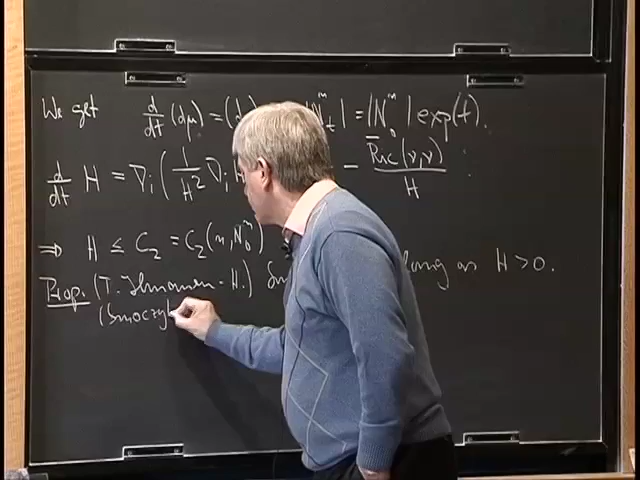 We get d/dt (dμ) = (d |N_t^n| = |N_0^n| exp(t).
d/dt H = ∇_i ( 1/H² ∇_i H − Ric(ν,ν)/H
⇒ H ≤ C_2 = C_2(n, N_0^n)
Prop. (T. Ilmanen - H.) long as H > 0.
(Smoczyk